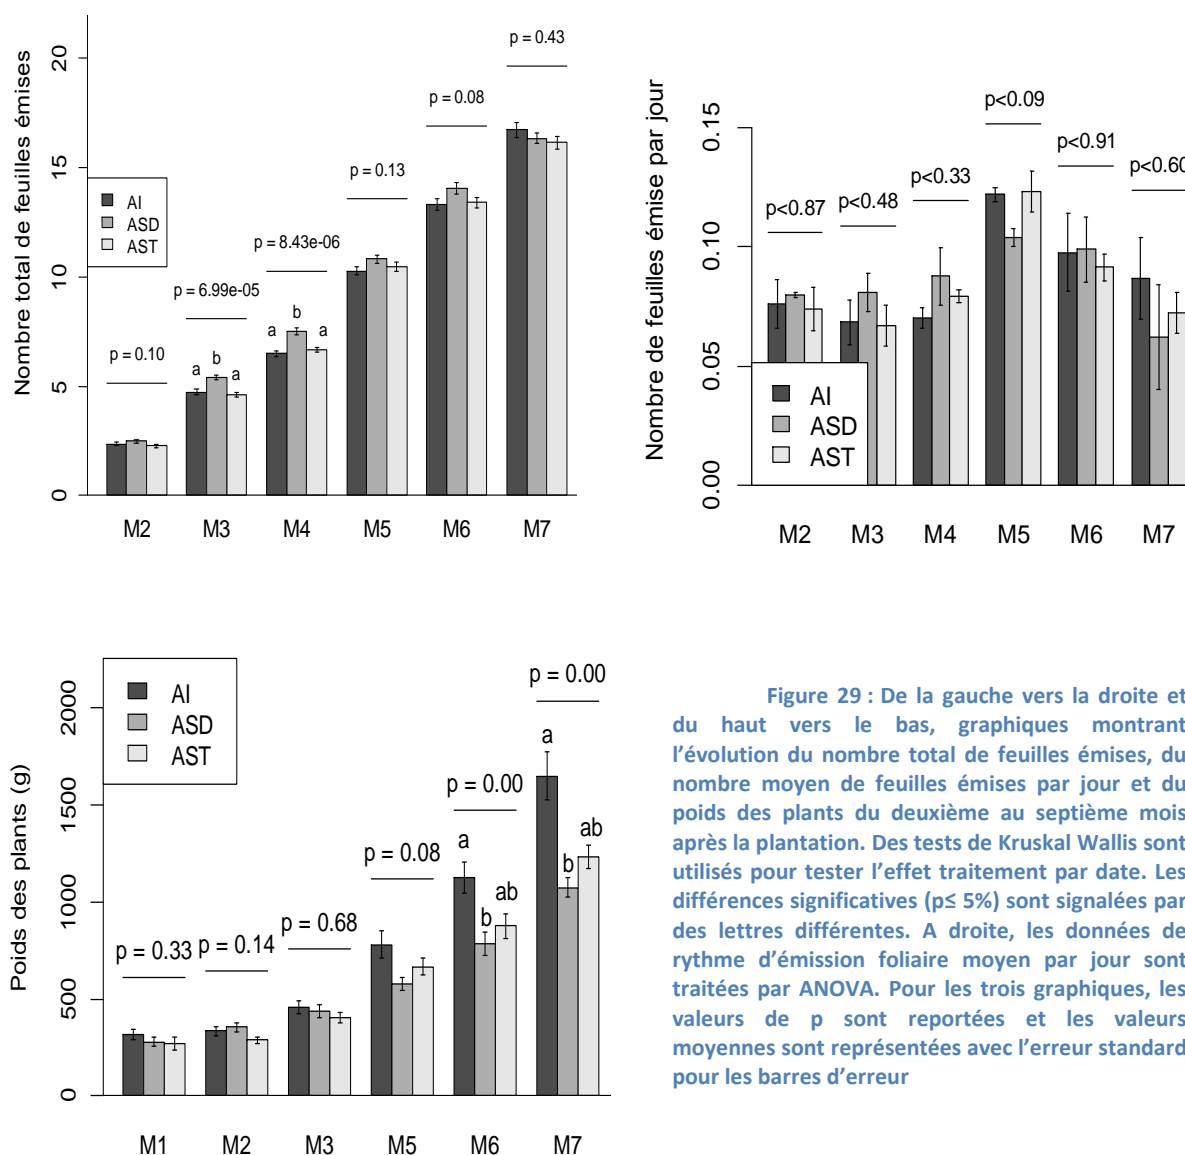 Nombre total de feuilles émises
20
15
10
5
0
AI
ASD
AST
p = 0.10
p = 6.99e-05
a b a
p = 8.43e-06
a b a
p = 0.13
p = 0.08
p = 0.43
M2 M3 M4 M5 M6 M7
Nombre de feuilles émise par jour
0.15
0.10
0.05
0.00
p<0.87
p<0.48
p<0.33
p<0.09
p<0.91
p<0.60
AI
ASD
AST
M2 M3 M4 M5 M6 M7
Poids des plants (g)
2000
1500
1000
500
0
AI
ASD
AST
p = 0.33
p = 0.14
p = 0.68
p = 0.08
p = 0.00
a b ab
p = 0.00
a b ab
M1 M2 M3 M5 M6 M7
Figure 29 : De la gauche vers la droite et
du haut vers le bas, graphiques montrant
l'évolution du nombre total de feuilles émises, du
nombre moyen de feuilles émises par jour et du
poids des plants du deuxième au septième mois
après la plantation. Des tests de Kruskal Wallis sont
utilisés pour tester l'effet traitement par date. Les
différences significatives (p≤ 5%) sont signalées par
des lettres différentes. A droite, les données de
rythme d'émission foliaire moyen par jour sont
traitées par ANOVA. Pour les trois graphiques, les
valeurs de p sont reportées et les valeurs
moyennes sont représentées avec l'erreur standard
pour les barres d'erreur